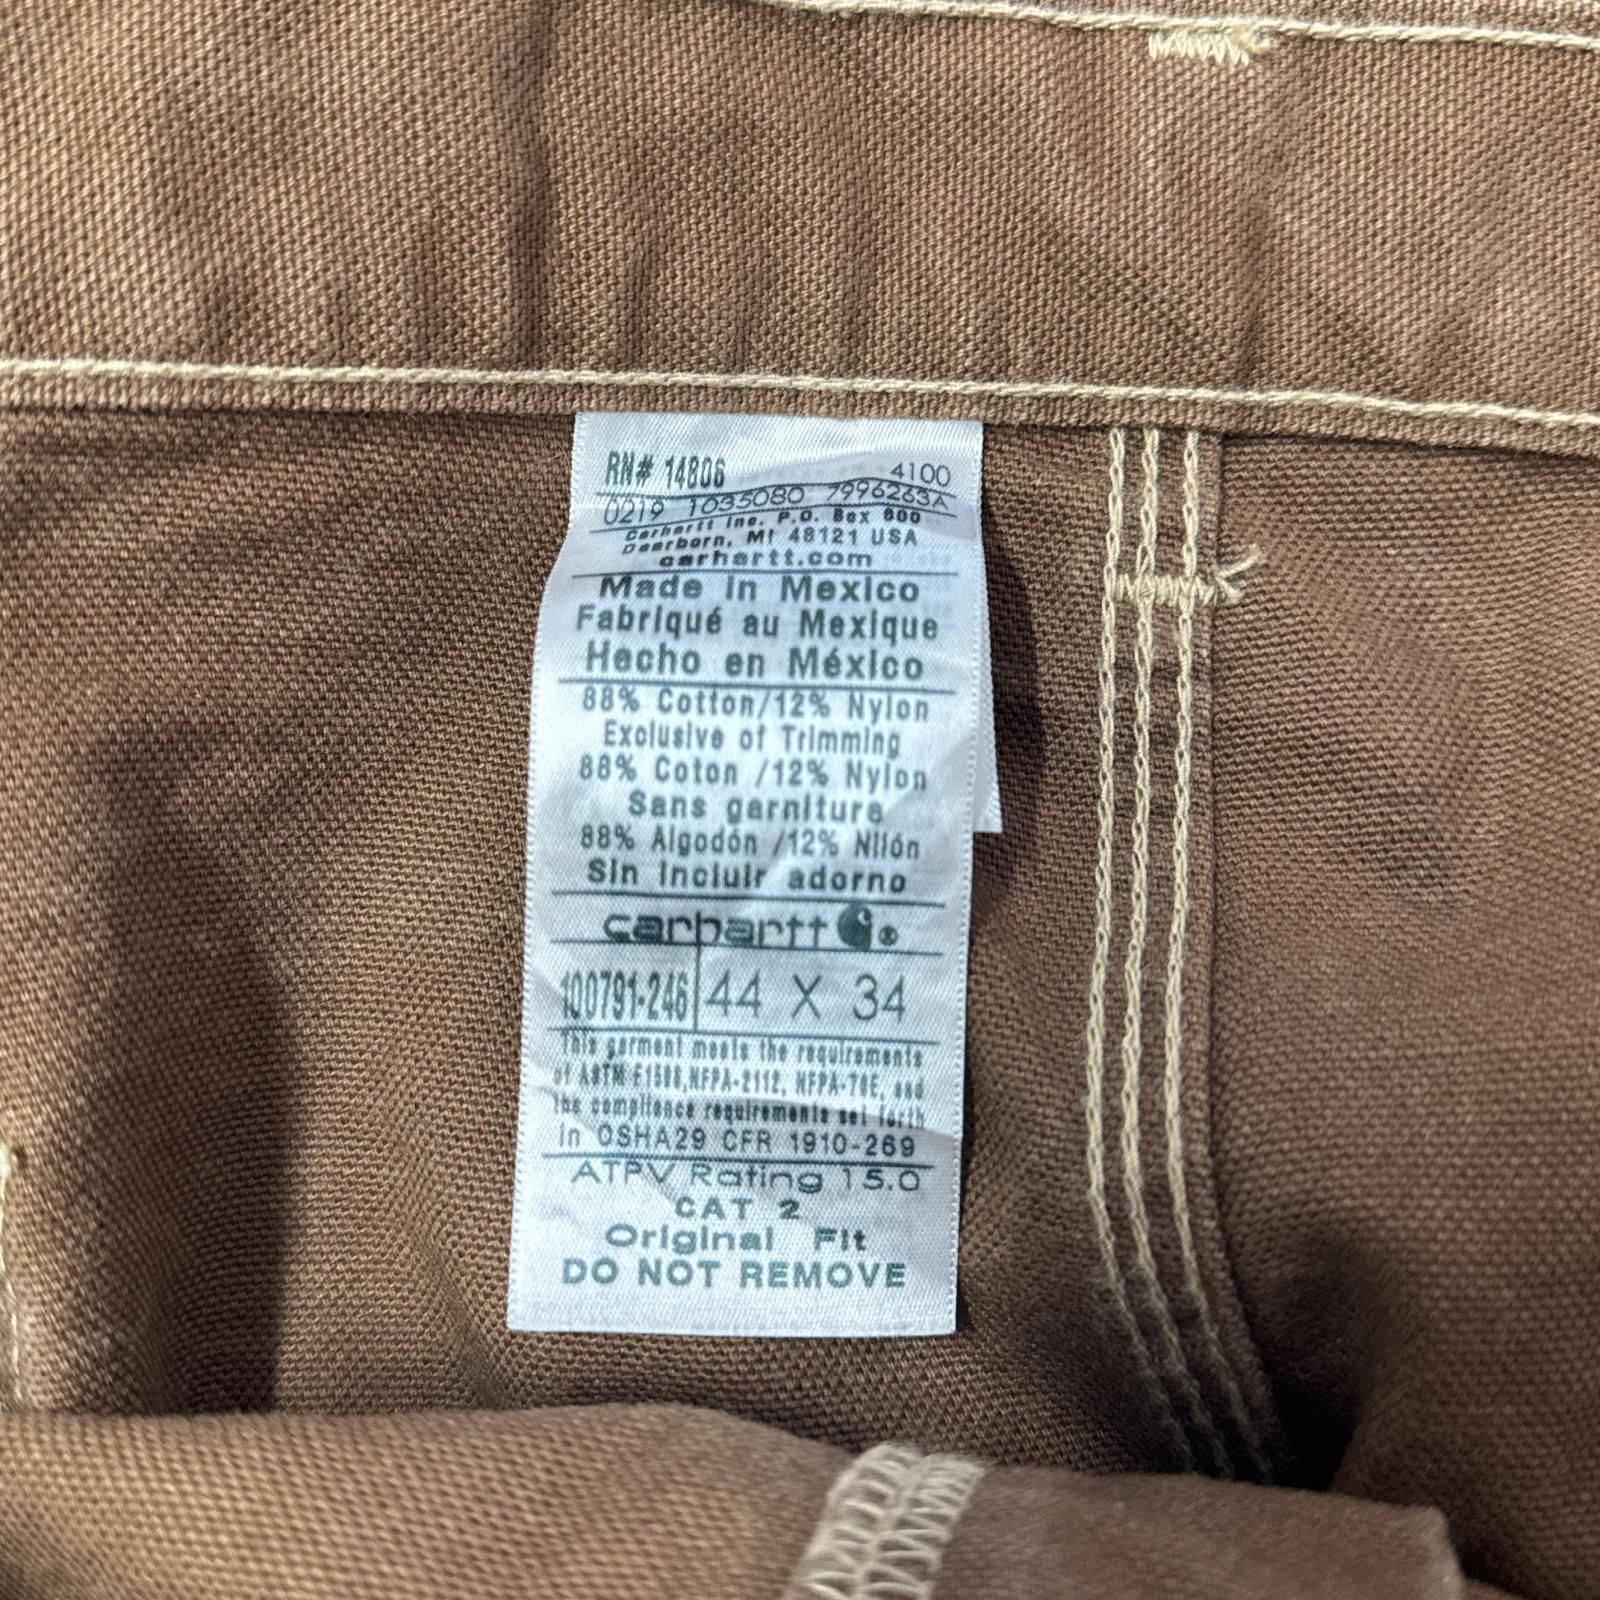 RN# 14806 4100
0219 1035080 7996263A
Carhartt Inc. P.O. Box 600
Dearborn, MI 48121 USA
carhartt.com
Made in Mexico
Fabriqué au Mexique
Hecho en México
88% Cotton/12% Nylon
Exclusive of Trimming
88% Coton /12% Nylon
Sans garniture
88% Algodón /12% Nilón
Sin incluir adorno
carhartt ®
100791-246 44 X 34
This garment meets the requirements
of ASTM F1506,NFPA-2112, NFPA-70E, and
the compliance requirements set forth
in OSHA29 CFR 1910-269
ATPV Rating 15.0
CAT 2
Original Fit
DO NOT REMOVE